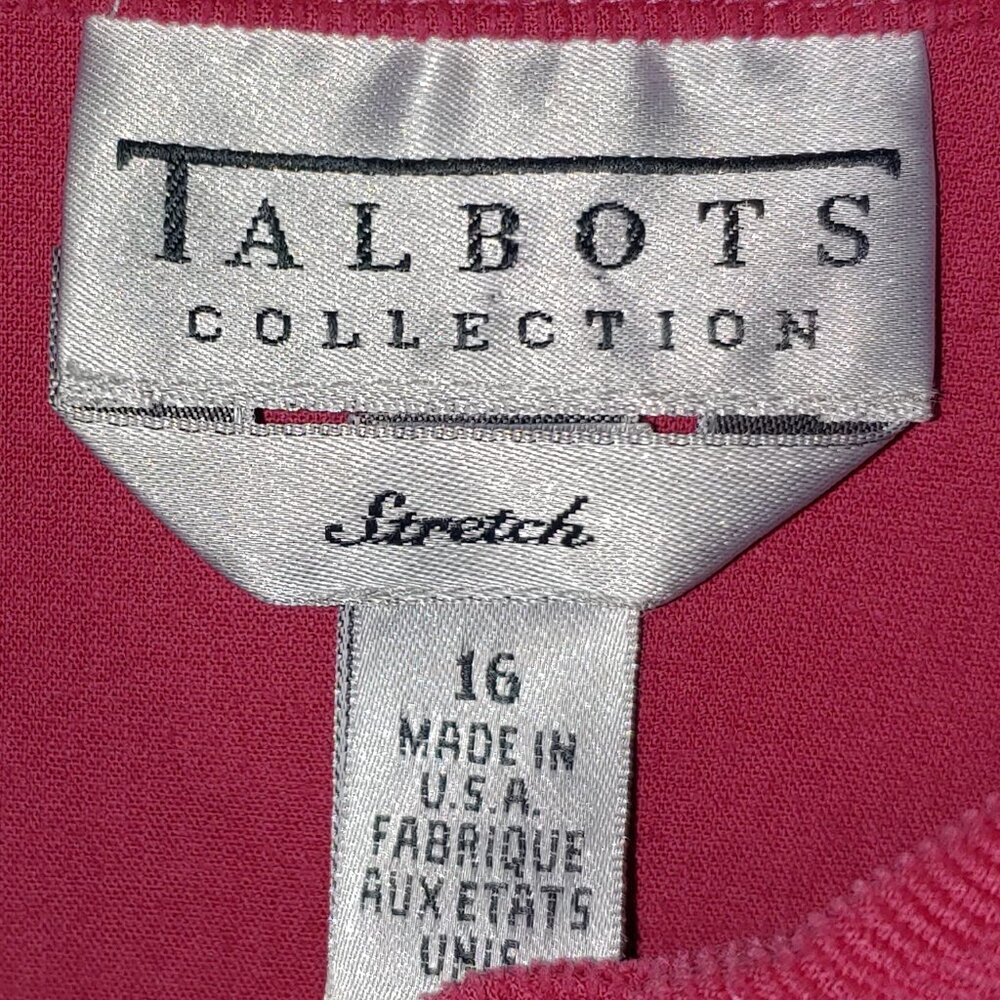 TALBOTS
COLLECTION
Stretch
16
MADE IN
U.S.A.
FABRIQUE
AUX ETATS